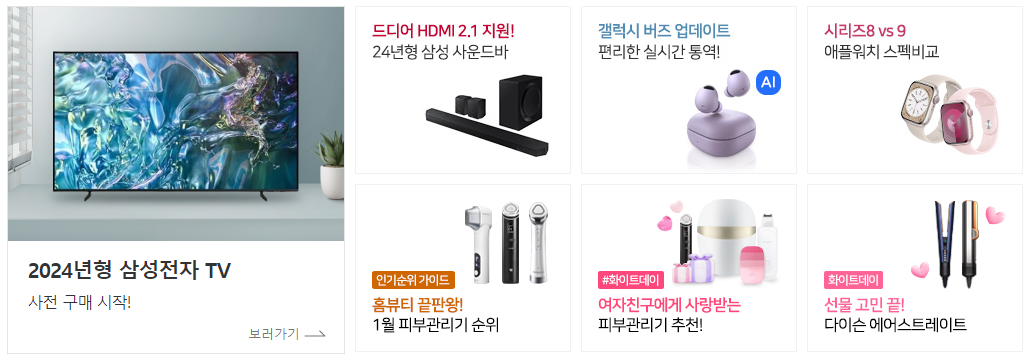 2024년형 삼성전자 TV
사전 구매 시작!
보러가기
드디어 HDMI 2.1 지원!
24년형 삼성 사운드바
갤럭시 버즈 업데이트
편리한 실시간 통역!
AI
시리즈8 vs 9
애플워치 스펙비교
인기순위 가이드
홈뷰티 끝판왕!
1월 피부관리기 순위
#화이트데이
여자친구에게 사랑받는
피부관리기 추천!
화이트데이
선물 고민 끝!
다이슨 에어스트레이트